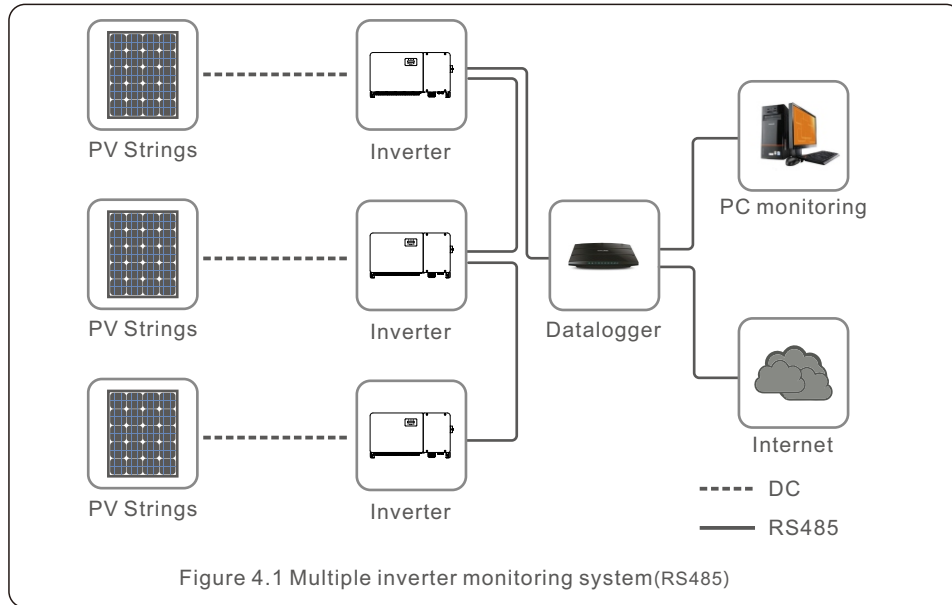 PV Strings
Inverter
PC monitoring
PV Strings
Inverter
Datalogger
Internet
DC
PV Strings
Inverter
RS485
Figure 4.1 Multiple inverter monitoring system(RS485)